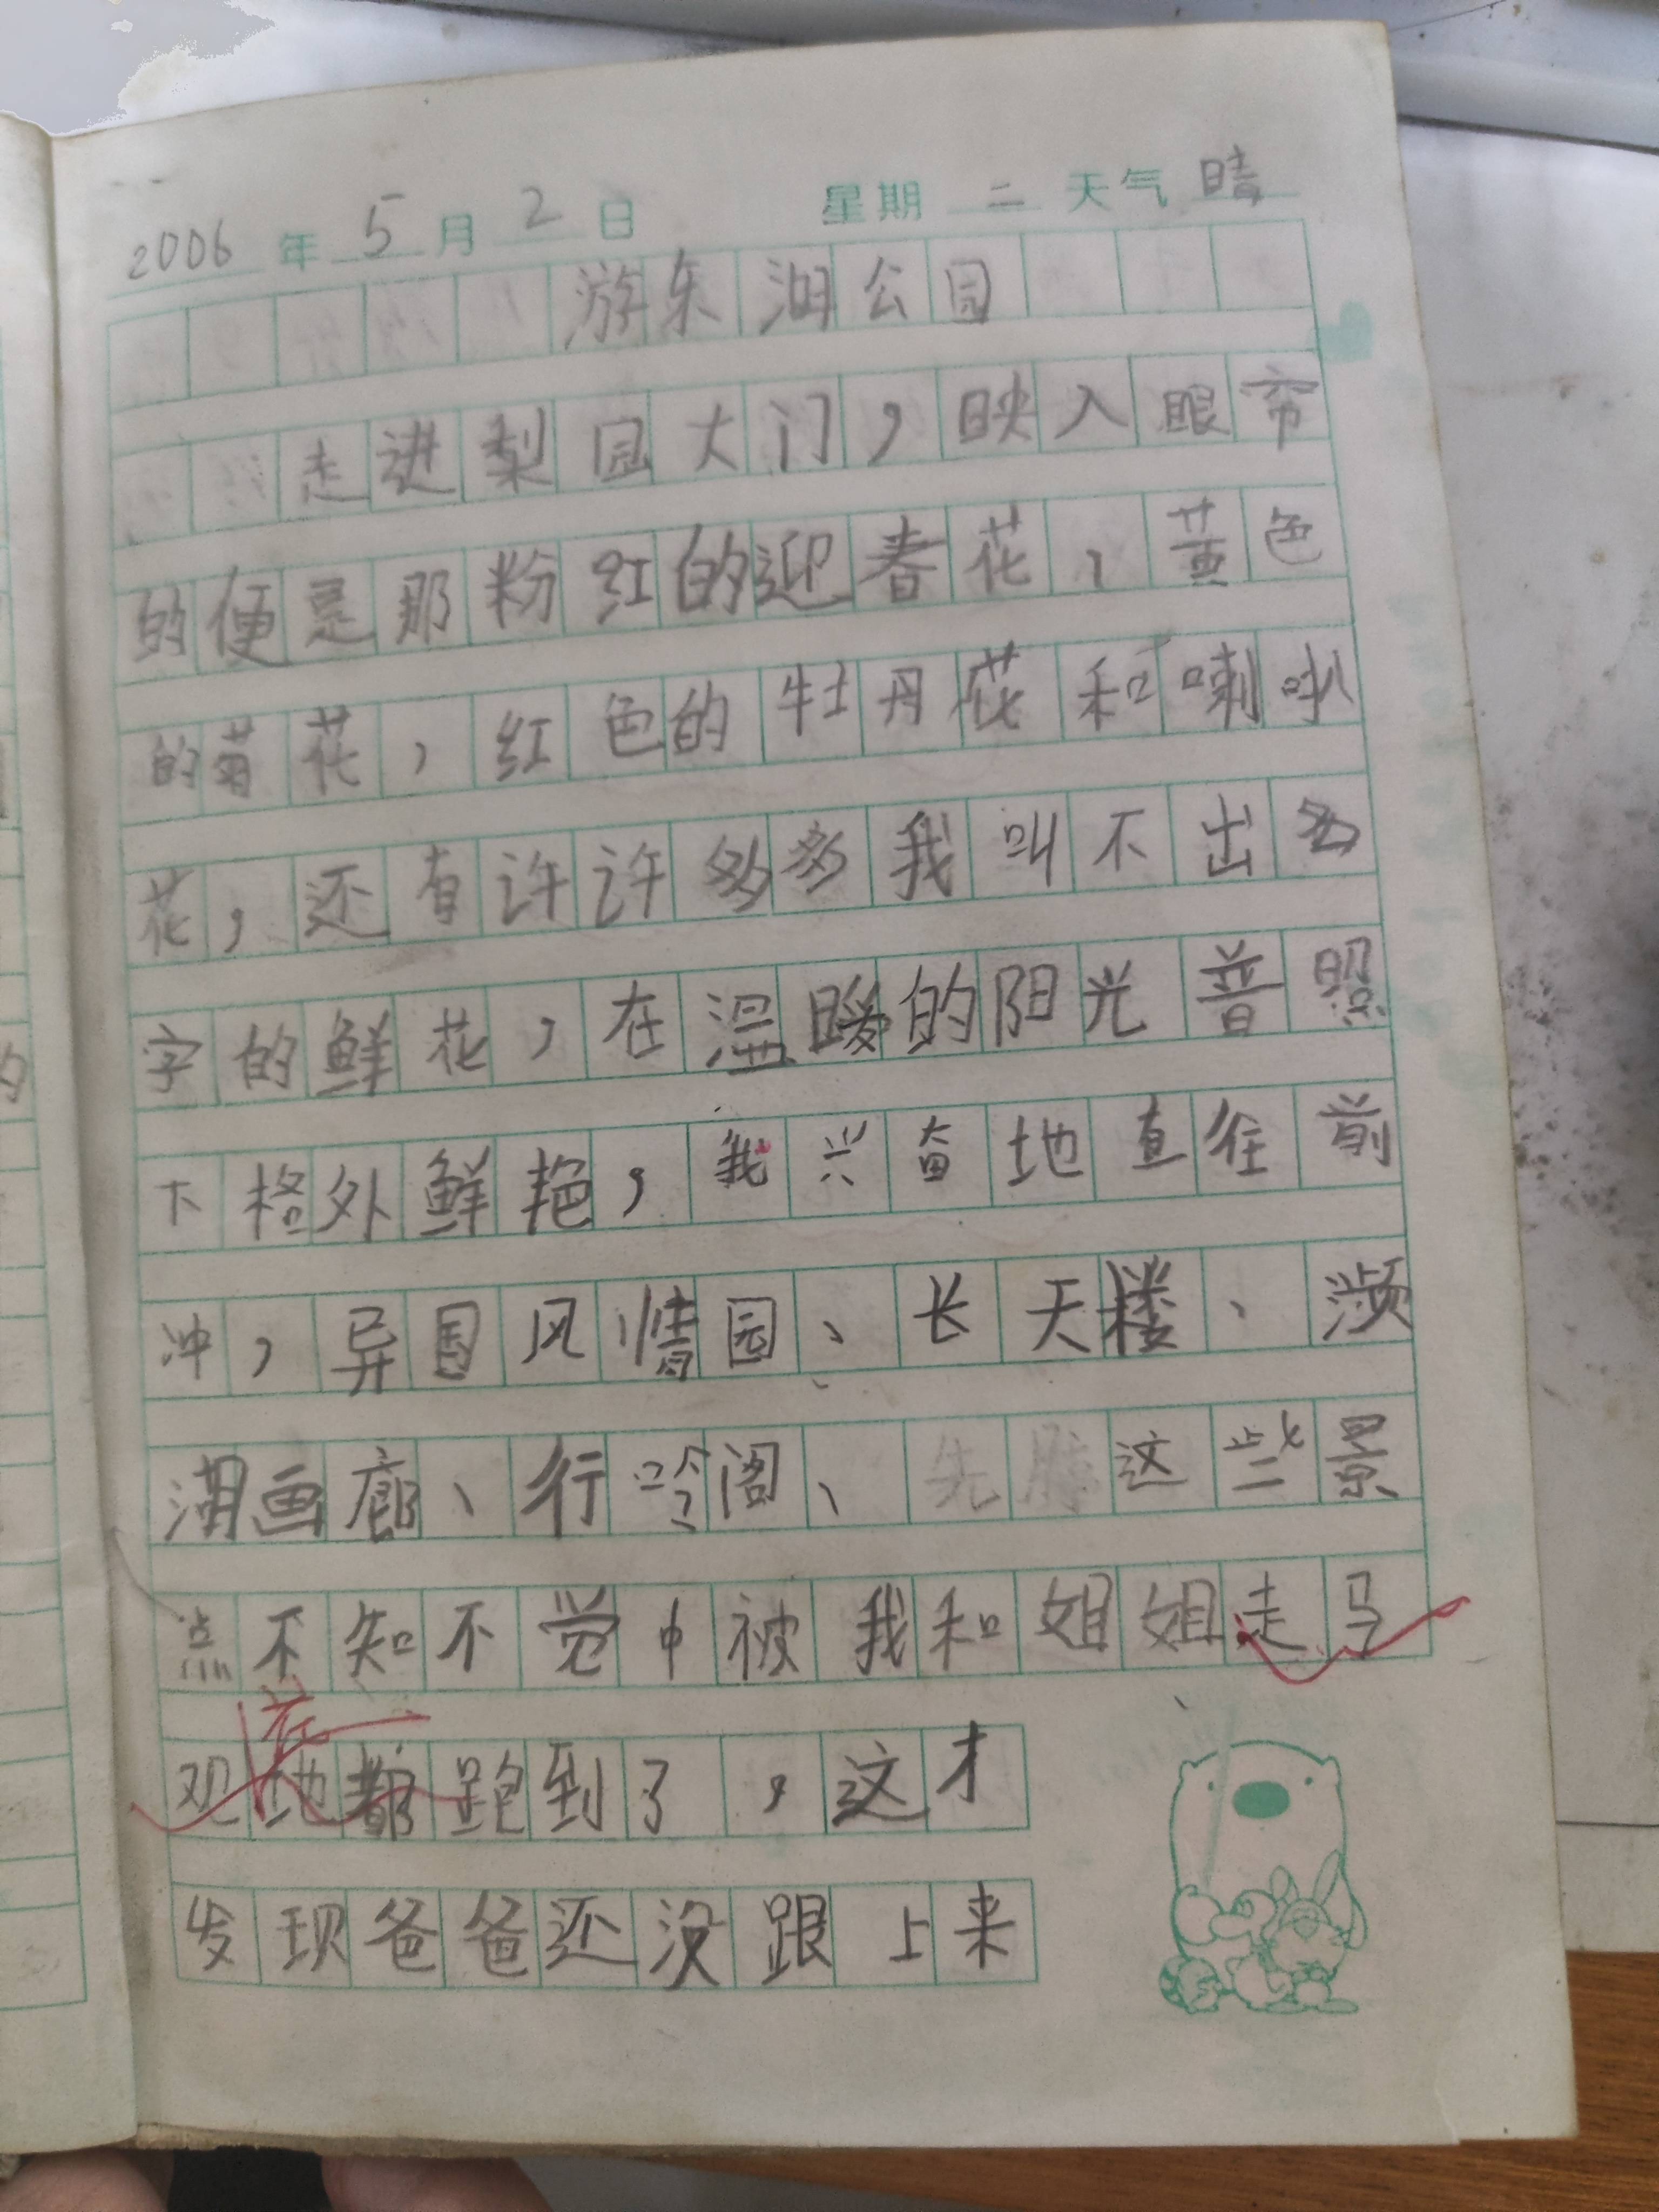 2006年5月2日 星期二天气晴
游东湖公园
走进梨园大门，映入眼帘
的便是那粉红的迎春花，黄色
的菊花，红色的牡丹花和喇叭
花，还有许许多多我叫不出名
字的鲜花，在温暖的阳光普照
下格外鲜艳，我兴奋地直往前
冲，异国风情园、长天楼、濒
湖画廊、行吟阁、先月这些景
点不知不觉中被我和姐姐走马
观花
地都跑到了，这才
发现爸爸还没跟上来